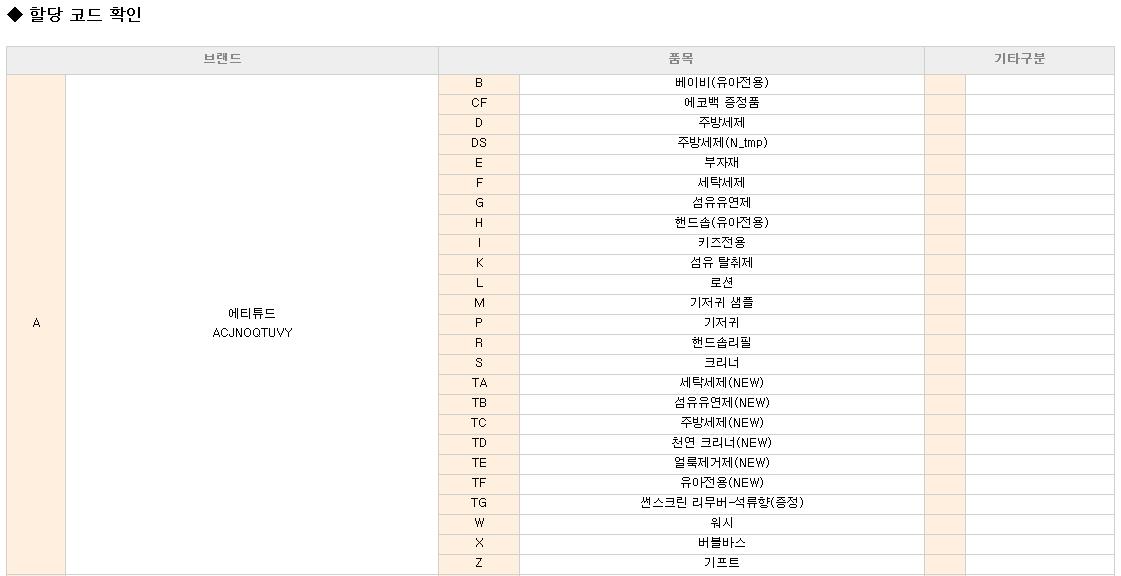 ◆ 할당 코드 확인
브랜드 품목 기타구분
B 베이비(유아전용)
CF 에코백 증정품
D 주방세제
DS 주방세제(N_tmp)
E 부자재
F 세탁세제
G 섬유유연제
H 핸드솝(유아전용)
I 키즈전용
K 섬유 탈취제
L 로션
M 기저귀 샘플
에티튜드
A P 기저귀
ACJNOQTUVY
R 핸드솝리필
S 크리너
TA 세탁세제(NEW)
TB 섬유유연제(NEW)
TC 주방세제(NEW)
TD 천연 크리너(NEW)
TE 얼룩제거제(NEW)
TF 유아전용(NEW)
TG 썬스크린 리무버-석류향(증정)
W 워시
X 버블바스
Z 기프트